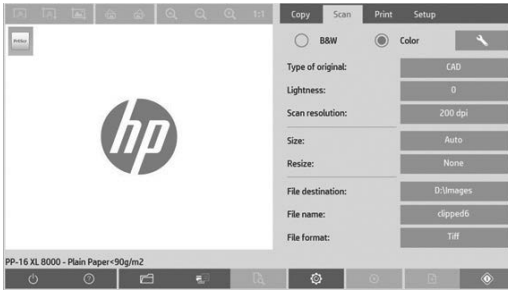 1:1
Copy Scan Print Setup
B&W Color
Type of original: CAD
Lightness: 0
Scan resolution: 200 dpi
hp
Size: Auto
Resize: None
File destination: D:\Images
File name: clipped6
File format: Tiff
PP-16 XL 8000 - Plain Paper<90g/m2